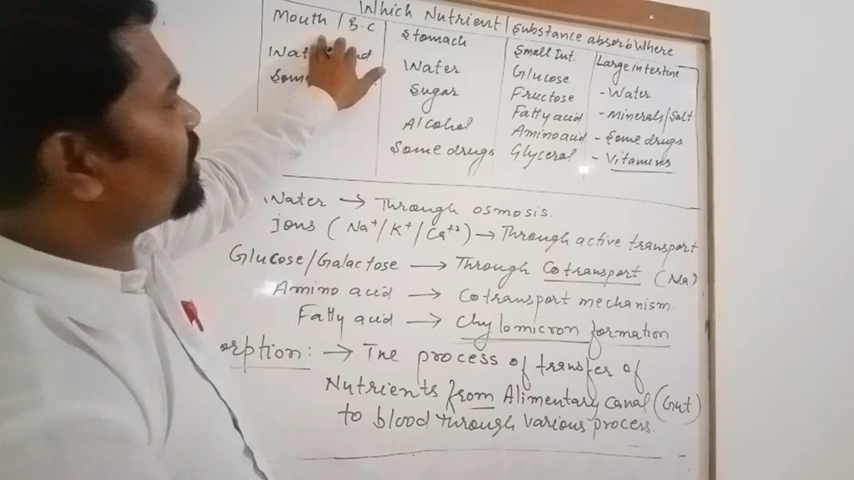 Which Nutrient/Substance absorb Where
Mouth / B.C
Stomach
Water
Sugar
Alcohol
Some drugs
Small Int.
Glucose
Fructose
Fatty acid
Amino acid
Glycerol
Large intestine
- Water
- Minerals/Salt
- Some drugs
- Vitamins
Water → Through osmosis.
ions (Na+/K+/Ca+2) → Through active transport
Glucose/Galactose → Through Cotransport (Na)
Amino acid → Cotransport mechanism
Fatty acid → Chylomicron formation
orption: → The process of transfer of
Nutrients from Alimentary canal (Gut)
to blood through various process.